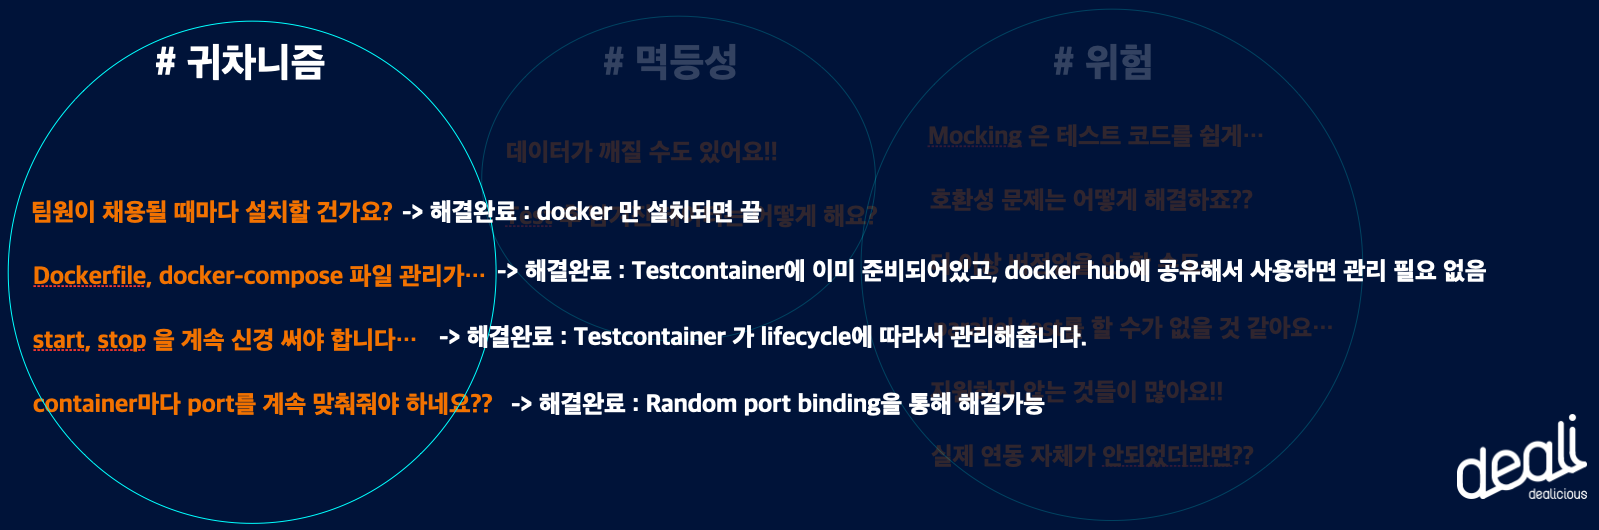 # 귀차니즘
팀원이 채용될 때마다 설치할 건가요? -> 해결완료 : docker 만 설치되면 끝
Dockerfile, docker-compose 파일 관리가… -> 해결완료 : Testcontainer에 이미 준비되어있고, docker hub에 공유해서 사용하면 관리 필요 없음
start, stop 을 계속 신경 써야 합니다… -> 해결완료 : Testcontainer 가 lifecycle에 따라서 관리해줍니다.
container마다 port를 계속 맞춰줘야 하네요?? -> 해결완료 : Random port binding을 통해 해결가능
# 멱등성
데이터가 깨질 수도 있어요!!
어떻게 해요?
# 위험
Mocking 은 테스트 코드를 쉽게…
호환성 문제는 어떻게 해결하죠??
할 수가 없을 것 같아요…
지원하지 않는 것들이 많아요!!
실제 연동 자체가 안되었더라면??
deali
dealicious